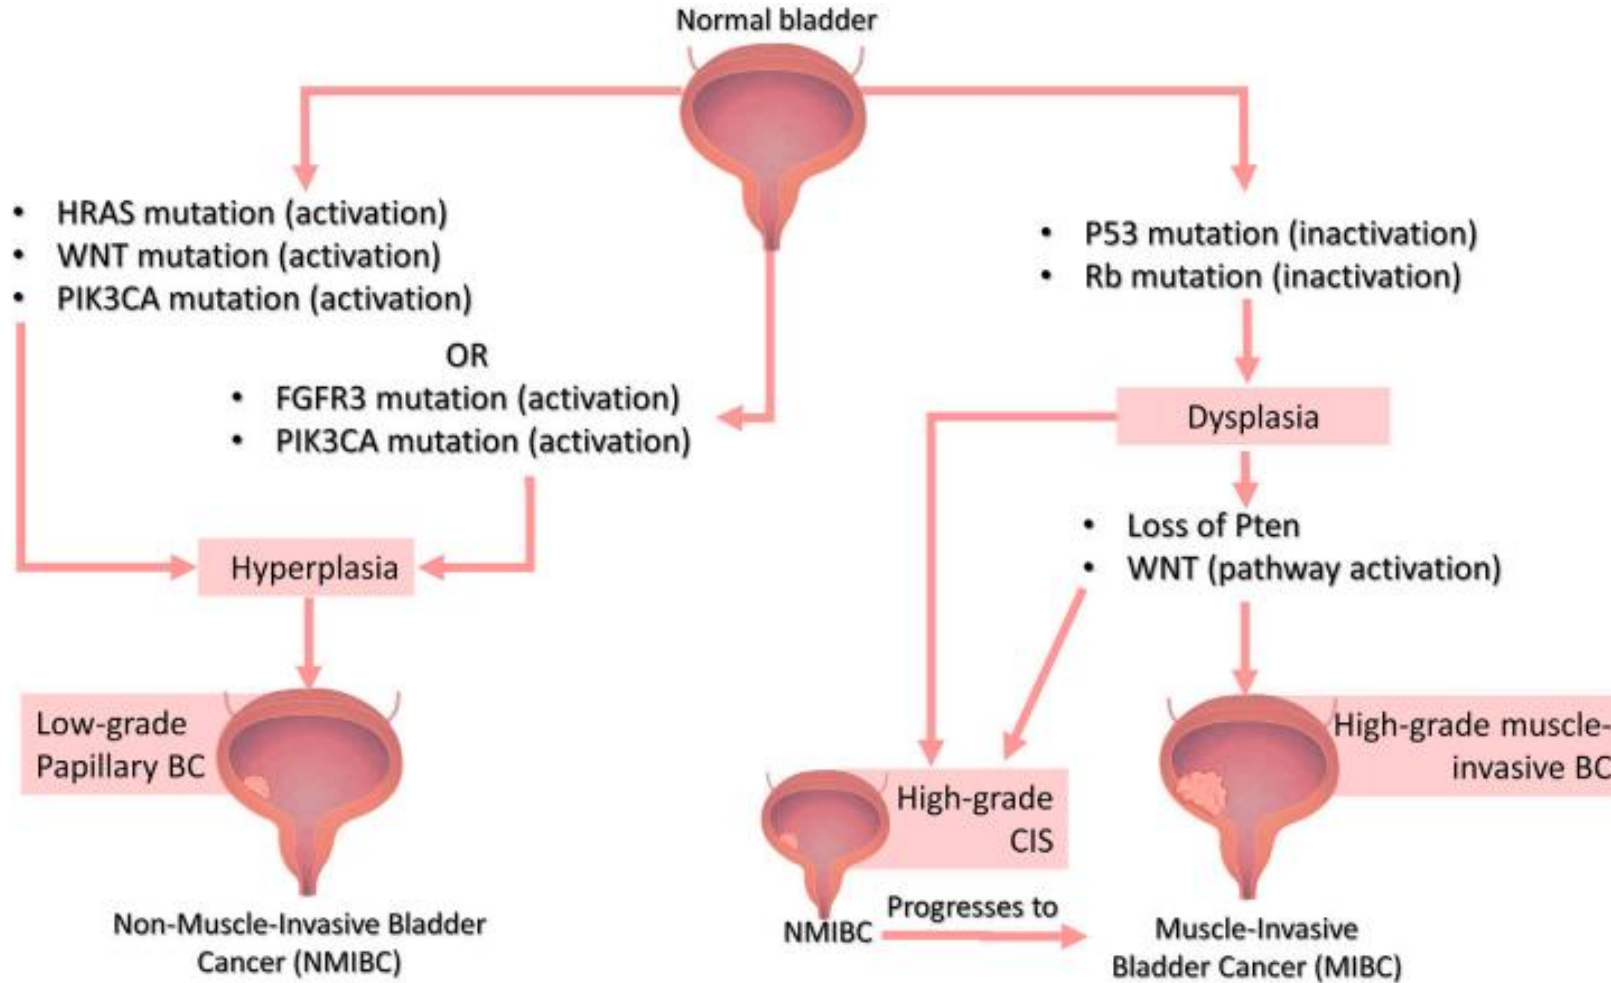 Normal bladder
• HRAS mutation (activation)
• WNT mutation (activation)
• PIK3CA mutation (activation)
OR
• FGFR3 mutation (activation)
• PIK3CA mutation (activation)
Hyperplasia
Low-grade
Papillary BC
Non-Muscle-Invasive Bladder
Cancer (NMIBC)
• P53 mutation (inactivation)
• Rb mutation (inactivation)
Dysplasia
• Loss of Pten
• WNT (pathway activation)
High-grade
CIS
NMIBC
Progresses to
High-grade muscle-
invasive BC
Muscle-Invasive
Bladder Cancer (MIBC)